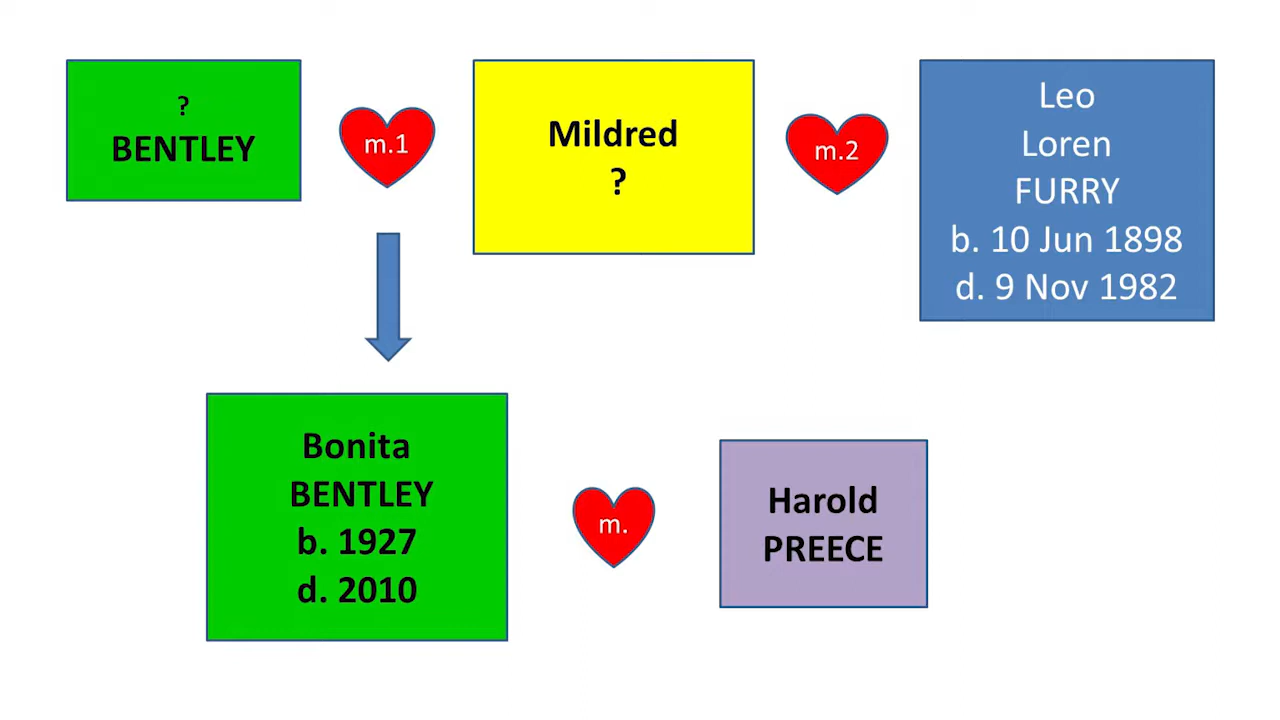 ?
BENTLEY
m.1
Mildred
?
m.2
Leo
Loren
FURRY
b. 10 Jun 1898
d. 9 Nov 1982
Bonita
BENTLEY
b. 1927
d. 2010
m.
Harold
PREECE